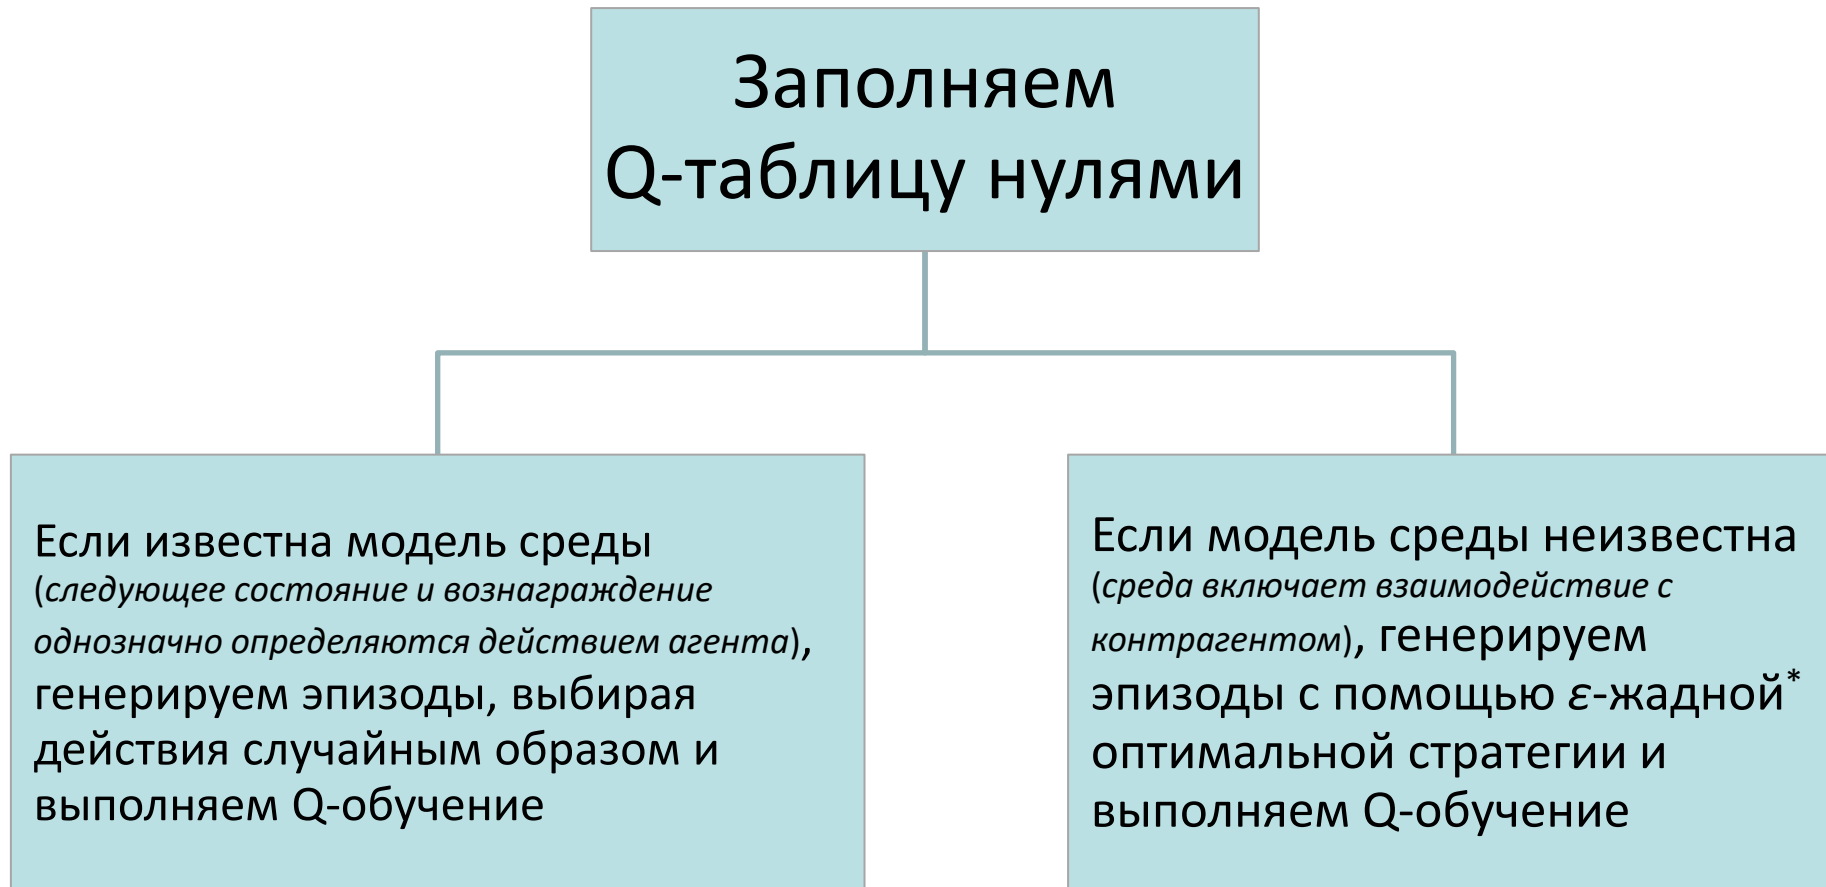 Заполняем
Q-таблицу нулями
Если известна модель среды
(следующее состояние и вознаграждение
однозначно определяются действием агента),
генерируем эпизоды, выбирая
действия случайным образом и
выполняем Q-обучение
Если модель среды неизвестна
(среда включает взаимодействие с
контрагентом), генерируем
эпизоды с помощью ε-жадной*
оптимальной стратегии и
выполняем Q-обучение